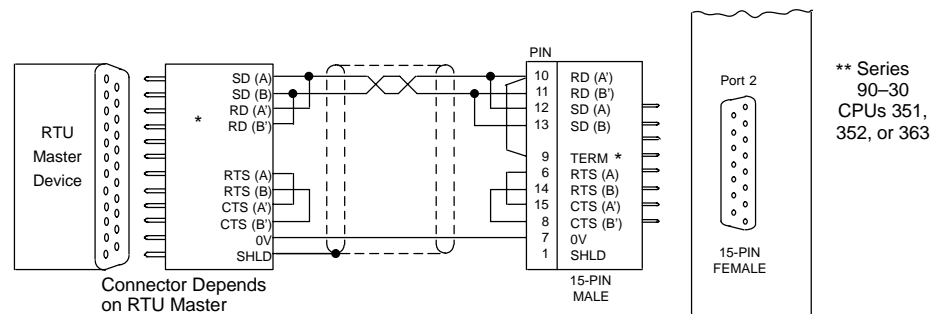 RTU
Master
Device
*
SD (A)
SD (B)
RD (A')
RD (B')
RTS (A)
RTS (B)
CTS (A')
CTS (B')
0V
SHLD
Connector Depends
on RTU Master
PIN
10 RD (A')
11 RD (B')
12 SD (A)
13 SD (B)
9 TERM *
6 RTS (A)
14 RTS (B)
15 CTS (A')
8 CTS (B')
7 0V
1 SHLD
15-PIN
MALE
Port 2
15-PIN
FEMALE
** Series
90–30
CPUs 351,
352, or 363